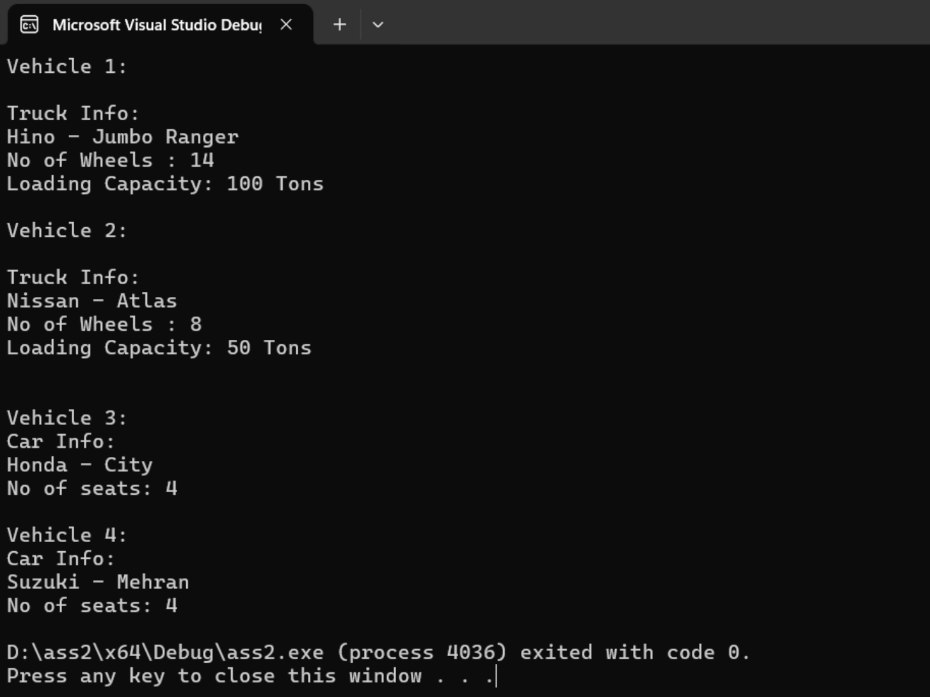 Microsoft Visual Studio Debu
Vehicle 1:
Truck Info:
Hino - Jumbo Ranger
No of Wheels : 14
Loading Capacity: 100 Tons
Vehicle 2:
Truck Info:
Nissan - Atlas
No of Wheels : 8
Loading Capacity: 50 Tons
Vehicle 3:
Car Info:
Honda - City
No of seats: 4
Vehicle 4:
Car Info:
Suzuki - Mehran
No of seats: 4
D:\ass2\x64\Debug\ass2.exe (process 4036) exited with code 0.
Press any key to close this window . . .